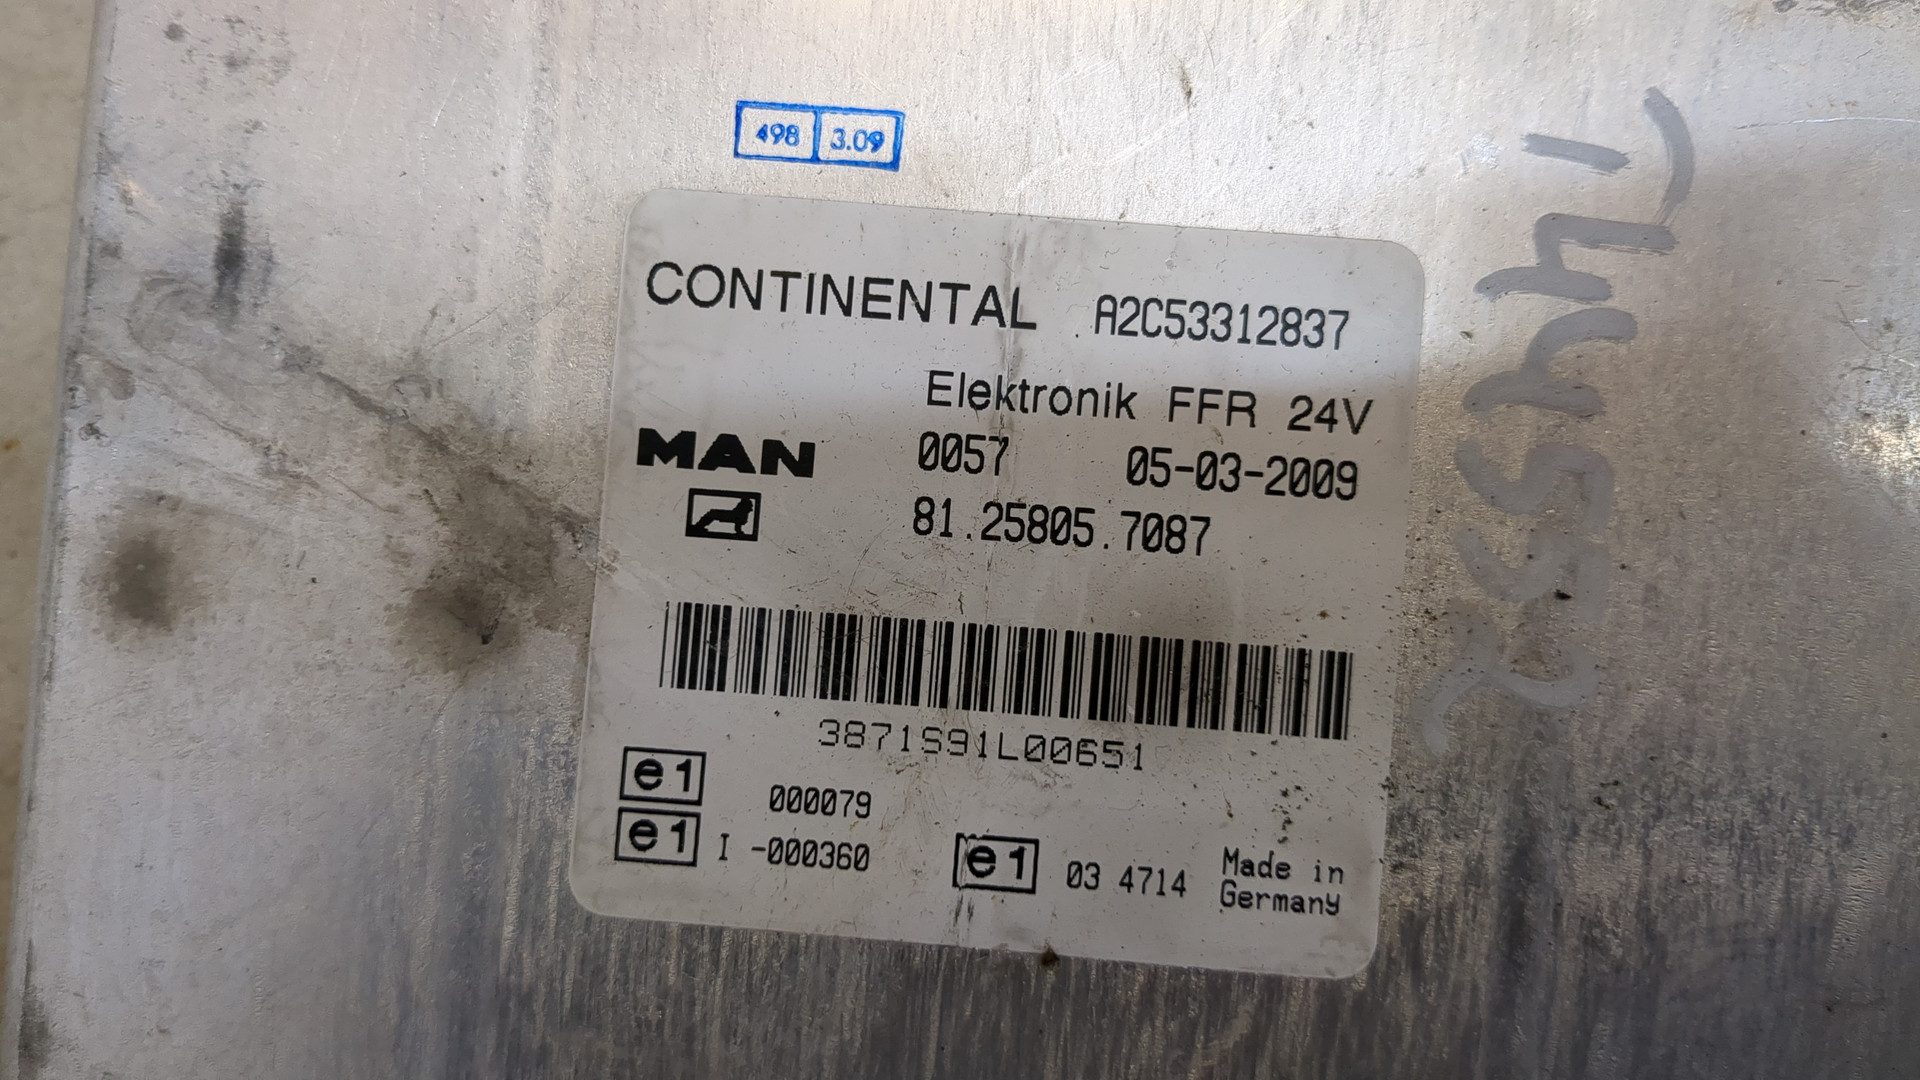 498 3.09
CONTINENTAL A2C53312837
Elektronik FFR 24V
MAN 0057 05-03-2009
81.25805.7087
3871S91L00651
e1 000079
e1 I -000360
e1 03 4714
Made in
Germany